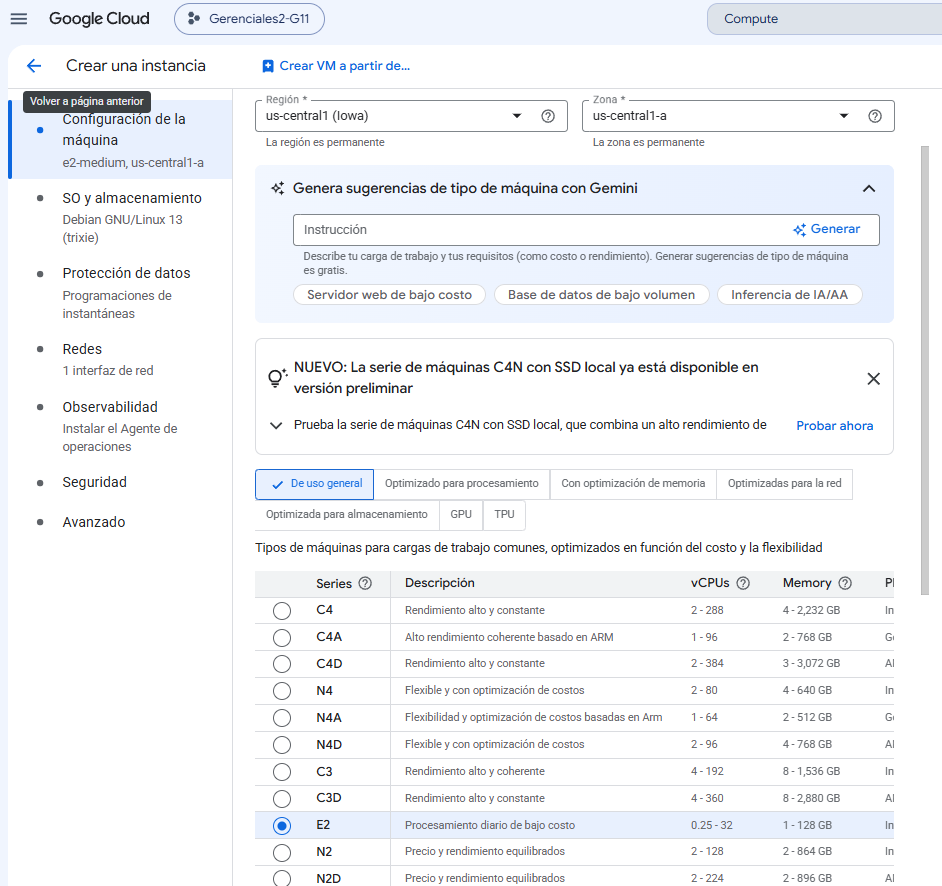 Google Cloud
Gerenciales2-G11
Compute
Crear una instancia
Crear VM a partir de...
Volver a página anterior
Configuración de la
máquina
e2-medium, us-central1-a
SO y almacenamiento
Debian GNU/Linux 13
(trixie)
Protección de datos
Programaciones de
instantáneas
Redes
1 interfaz de red
Observabilidad
Instalar el Agente de
operaciones
Seguridad
Avanzado
Región *
us-central1 (Iowa)
La región es permanente
Zona *
us-central1-a
La zona es permanente
Genera sugerencias de tipo de máquina con Gemini
Instrucción
Generar
Describe tu carga de trabajo y tus requisitos (como costo o rendimiento). Generar sugerencias de tipo de máquina
es gratis.
Servidor web de bajo costo
Base de datos de bajo volumen
Inferencia de IA/AA
NUEVO: La serie de máquinas C4N con SSD local ya está disponible en
versión preliminar
Prueba la serie de máquinas C4N con SSD local, que combina un alto rendimiento de
Probar ahora
De uso general
Optimizado para procesamiento
Con optimización de memoria
Optimizadas para la red
Optimizada para almacenamiento
GPU
TPU
Tipos de máquinas para cargas de trabajo comunes, optimizados en función del costo y la flexibilidad
Series Descripción vCPUs Memory
C4 Rendimiento alto y constante 2 - 288 4 - 2,232 GB In
C4A Alto rendimiento coherente basado en ARM 1 - 96 2 - 768 GB
C4D Rendimiento alto y constante 2 - 384 3 - 3,072 GB
N4 Flexible y con optimización de costos 2 - 80 4 - 640 GB In
N4A Flexibilidad y optimización de costos basadas en Arm 1 - 64 2 - 512 GB
N4D Flexible y con optimización de costos 2 - 96 4 - 768 GB
C3 Rendimiento alto y coherente 4 - 192 8 - 1,536 GB In
C3D Rendimiento alto y constante 4 - 360 8 - 2,880 GB
E2 Procesamiento diario de bajo costo 0.25 - 32 1 - 128 GB In
N2 Precio y rendimiento equilibrados 2 - 128 2 - 864 GB In
N2D Precio y rendimiento equilibrados 2 - 224 2 - 896 GB